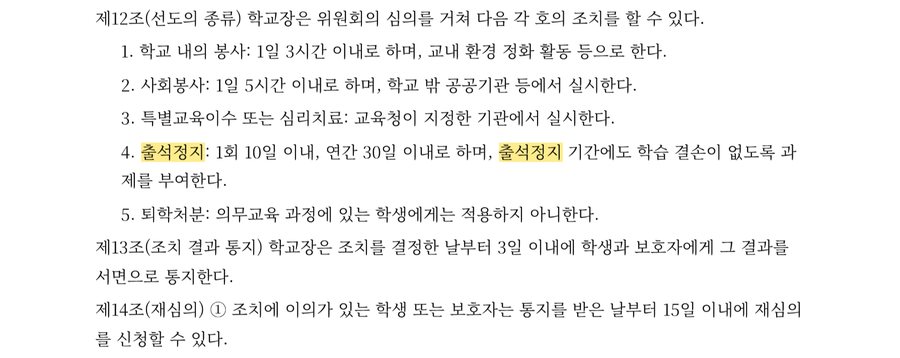 제12조(선도의 종류) 학교장은 위원회의 심의를 거쳐 다음 각 호의 조치를 할 수 있다.
1. 학교 내의 봉사: 1일 3시간 이내로 하며, 교내 환경 정화 활동 등으로 한다.
2. 사회봉사: 1일 5시간 이내로 하며, 학교 밖 공공기관 등에서 실시한다.
3. 특별교육이수 또는 심리치료: 교육청이 지정한 기관에서 실시한다.
4. 출석정지: 1회 10일 이내, 연간 30일 이내로 하며, 출석정지 기간에도 학습 결손이 없도록 과
제를 부여한다.
5. 퇴학처분: 의무교육 과정에 있는 학생에게는 적용하지 아니한다.
제13조(조치 결과 통지) 학교장은 조치를 결정한 날부터 3일 이내에 학생과 보호자에게 그 결과를
서면으로 통지한다.
제14조(재심의) ① 조치에 이의가 있는 학생 또는 보호자는 통지를 받은 날부터 15일 이내에 재심의
를 신청할 수 있다.